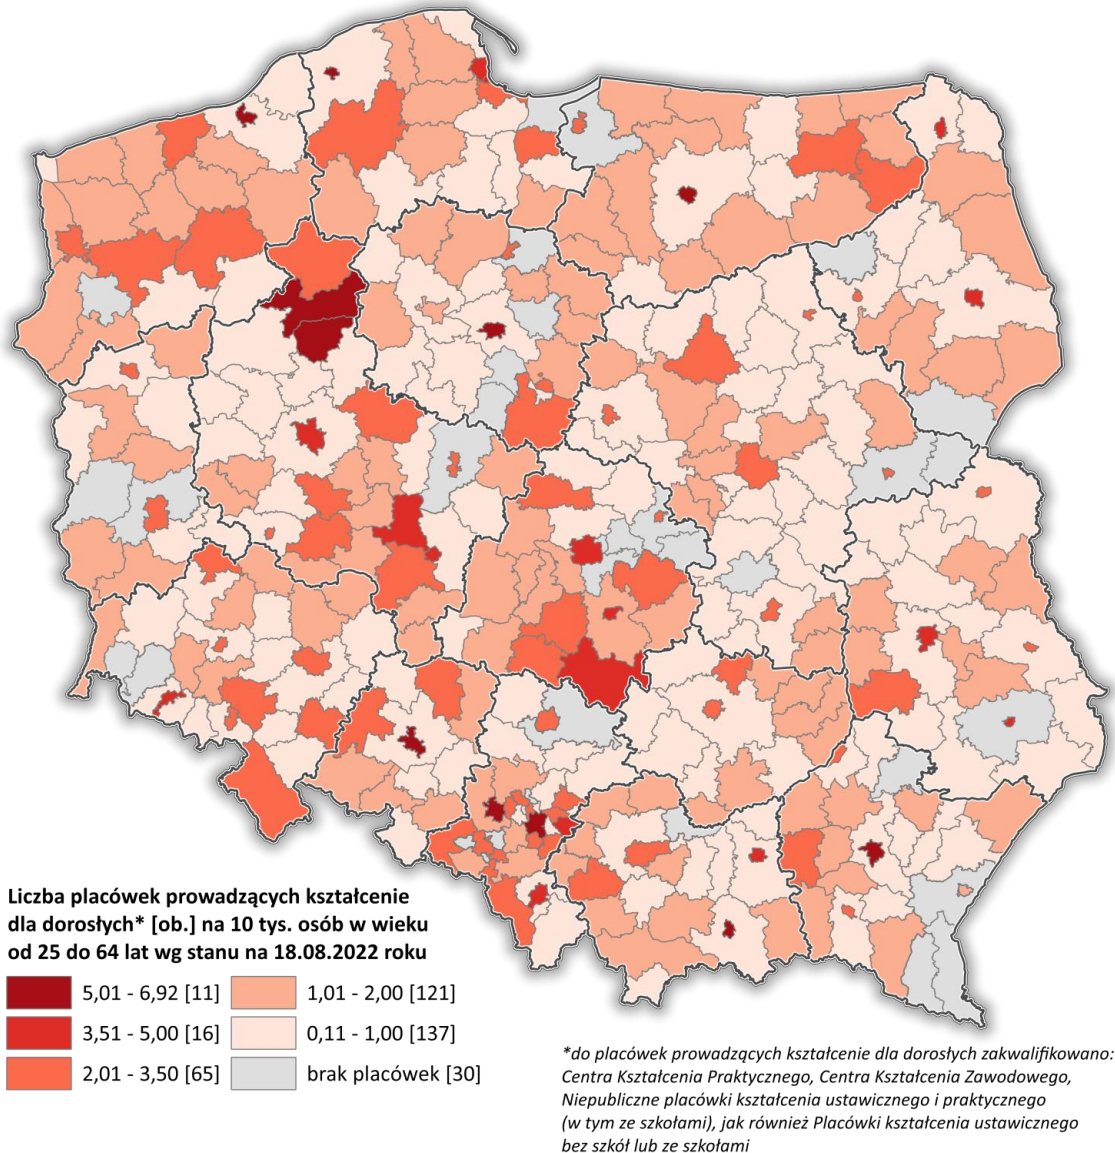 Liczba placówek prowadzących kształcenie
dla dorosłych* [ob.] na 10 tys. osób w wieku
od 25 do 64 lat wg stanu na 18.08.2022 roku
5,01 - 6,92 [11]
3,51 - 5,00 [16]
2,01 - 3,50 [65]
1,01 - 2,00 [121]
0,11 - 1,00 [137]
brak placówek [30]
*do placówek prowadzących kształcenie dla dorosłych zakwalifikowano:
Centra Kształcenia Praktycznego, Centra Kształcenia Zawodowego,
Niepubliczne placówki kształcenia ustawicznego i praktycznego
(w tym ze szkołami), jak również Placówki kształcenia ustawicznego
bez szkół lub ze szkołami